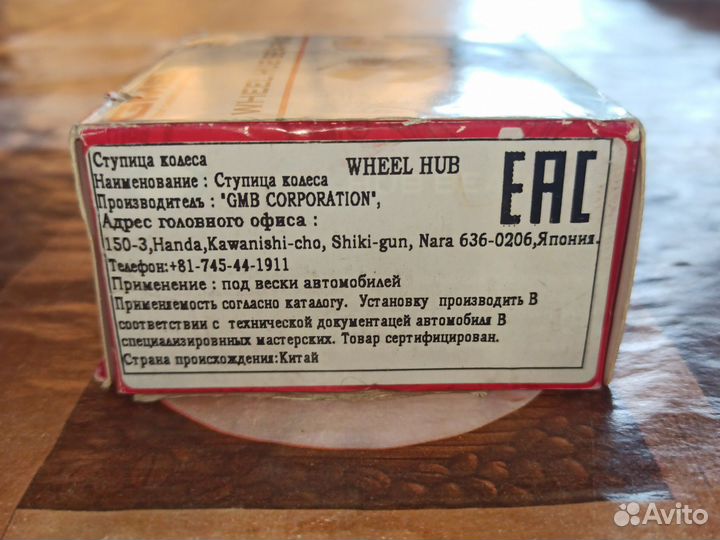 WHEEL
Ступица колеса
WHEEL HUB
EAC
Наименование : Ступица колеса
Производитель : "GMB CORPORATION",
Адрес головного офиса :
150-3,Handa,Kawanishi-cho, Shiki-gun, Nara 636-0206,Япония.
Телефон:+81-745-44-1911
Применение : под вески автомобилей
Применяемость согласно каталогу. Установку производить В
соответствии с технической документацей автомобиля В
специализировнных мастерских. Товар сертифицирован.
Страна происхождения:Китай
Avito